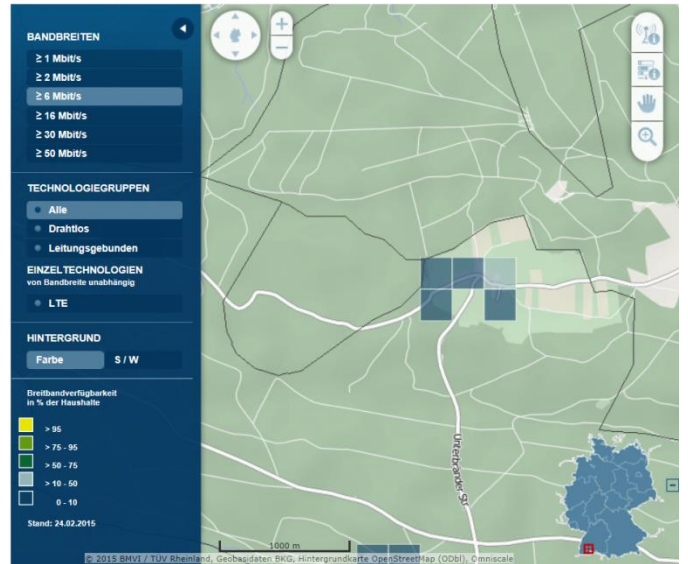 BANDBREITEN
≥ 1 Mbit/s
≥ 2 Mbit/s
≥ 6 Mbit/s
≥ 16 Mbit/s
≥ 30 Mbit/s
≥ 50 Mbit/s
TECHNOLOGIEGRUPPEN
Alle
Drahtlos
Leitungsgebunden
EINZELTECHNOLOGIEN
von Bandbreite unabhängig
LTE
HINTERGRUND
Farbe S / W
Breitbandverfügbarkeit
in % der Haushalte
> 95
> 75 - 95
> 50 - 75
> 10 - 50
0 - 10
Stand: 24.02.2015
Unterbränder Str
1000 m
© 2015 BMVI / TÜV Rheinland, Geobasidaten BKG, Hintergrundkarte OpenStreetMap (ODbl), Omniscale